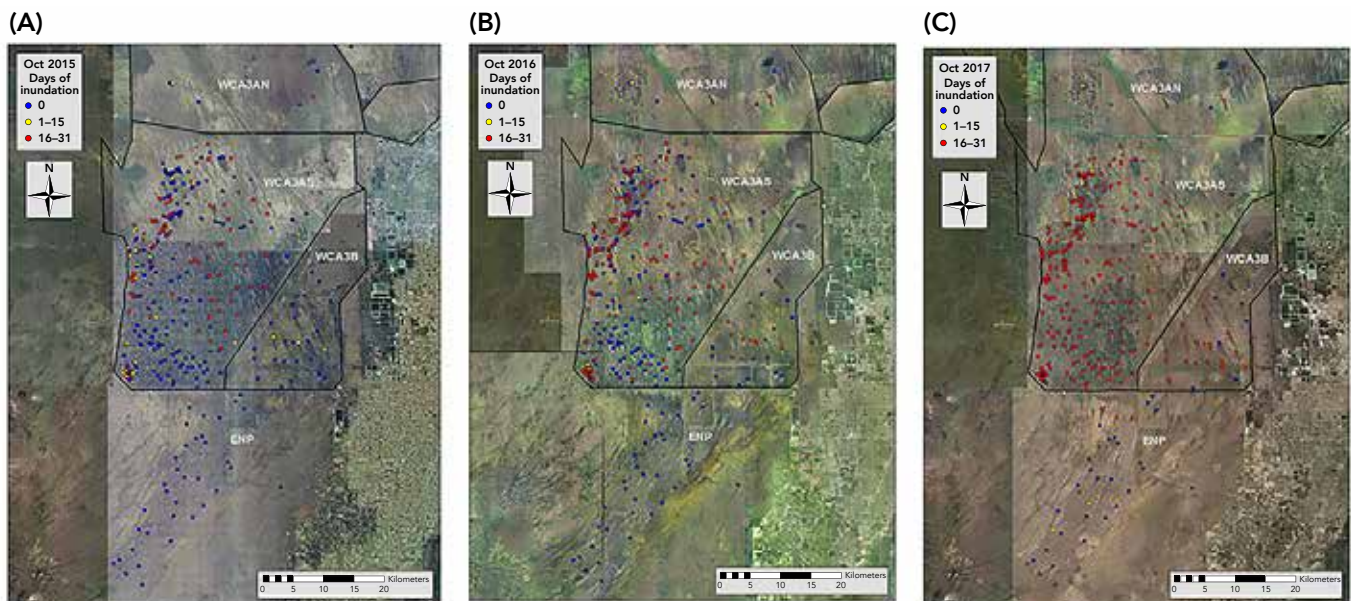 (A)
Oct 2015
Days of
inundation
0
1–15
16–31
N
WCA3AN
WCA3AS
WCA3B
ENP
Kilometers
0 5 10 15 20
(B)
Oct 2016
Days of
inundation
0
1–15
16–31
N
WCA3AN
WCA3AS
WCA3B
ENP
Kilometers
0 5 10 15 20
(C)
Oct 2017
Days of
inundation
0
1–15
16–31
N
WCA3AN
WCA3AS
WCA3B
ENP
Kilometers
0 5 10 15 20